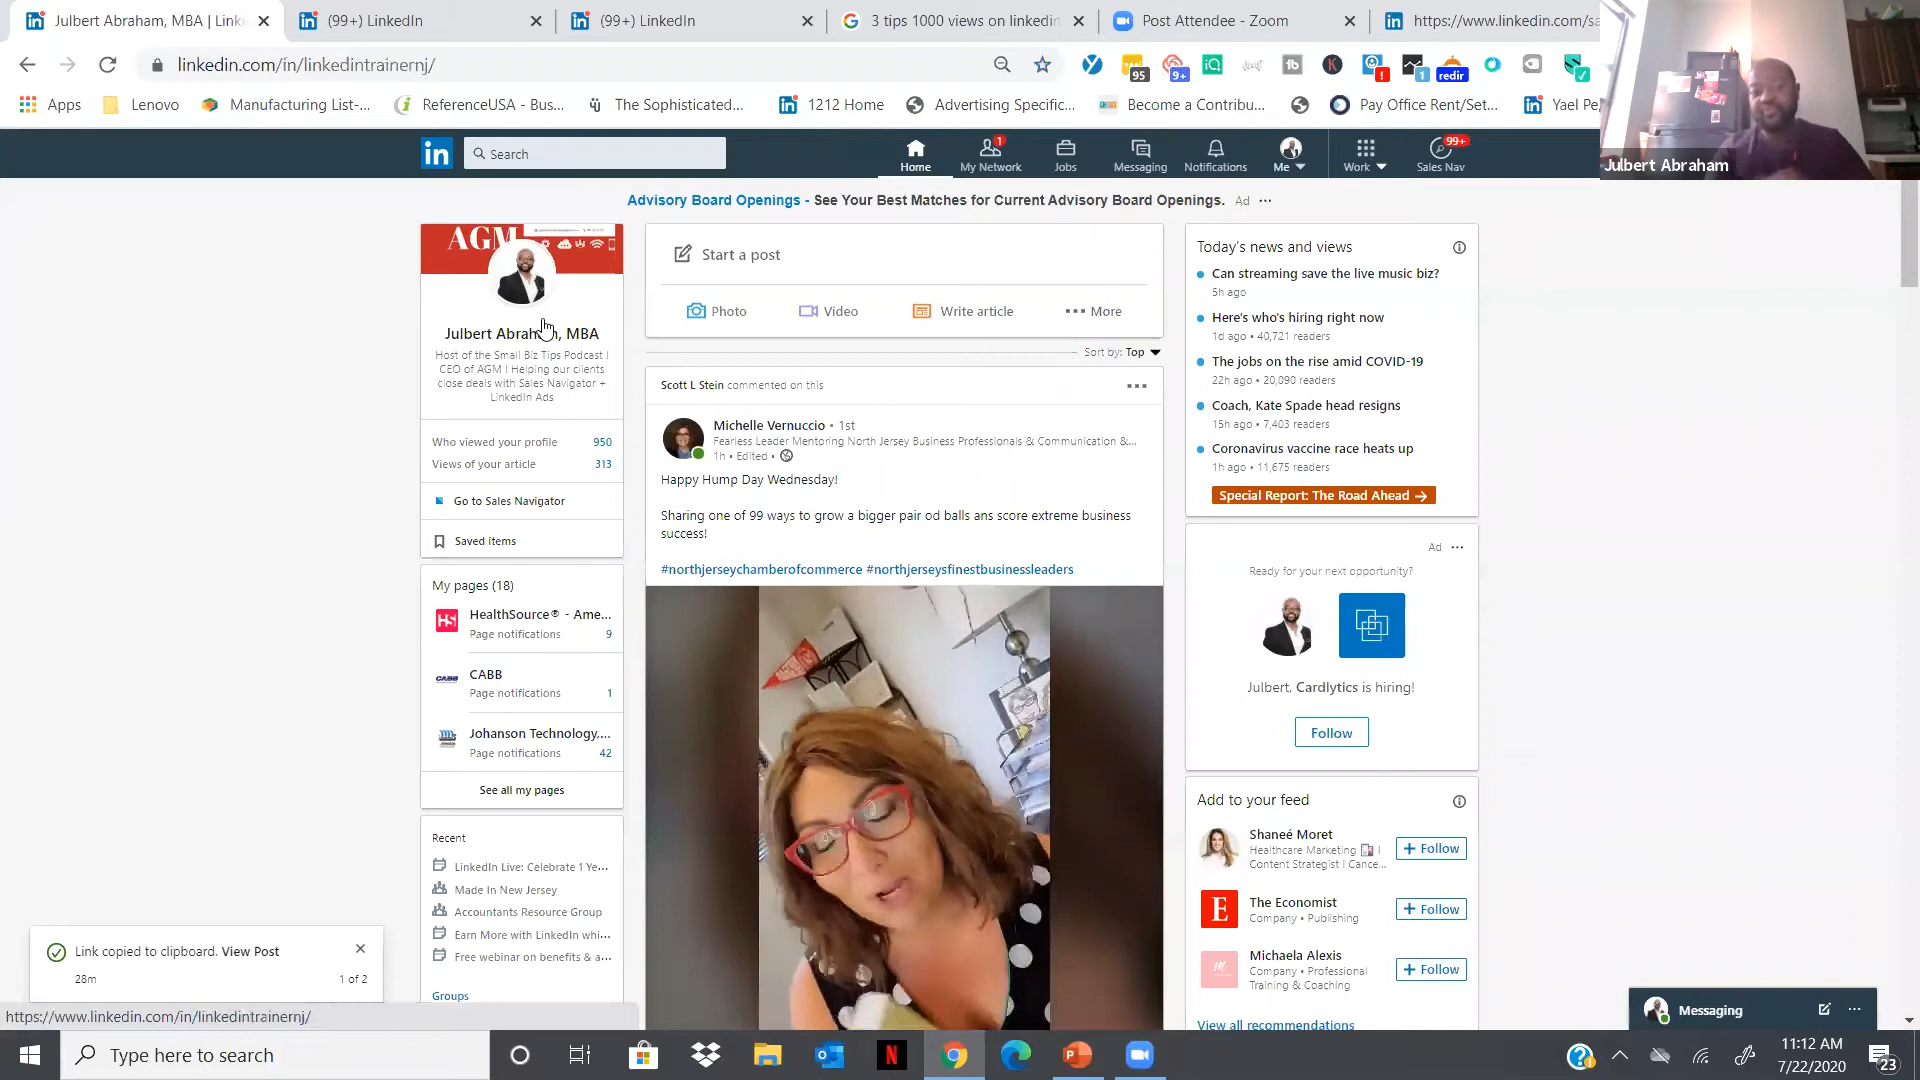 Julbert Abraham, MBA | Linke
(99+) LinkedIn
(99+) LinkedIn
3 tips 1000 views on linkedin
Post Attendee - Zoom
https://www.linkedin.com/sa
linkedin.com/in/linkedintrainernj/
95
9+
iQ
tb
K
!
1
redir
Apps
Lenovo
Manufacturing List-...
ReferenceUSA - Bus...
The Sophisticated...
1212 Home
Advertising Specific...
Become a Contribu...
Pay Office Rent/Set...
Yael Pe
Julbert Abraham
in
Search
Home
1
My Network
Jobs
Messaging
Notifications
Me
Work
99+
Sales Nav
Advisory Board Openings - See Your Best Matches for Current Advisory Board Openings. Ad
AGM
Julbert Abraham, MBA
Host of the Small Biz Tips Podcast |
CEO of AGM | Helping our clients
close deals with Sales Navigator +
LinkedIn Ads
Who viewed your profile 950
Views of your article 313
Go to Sales Navigator
Saved items
My pages (18)
HS
HealthSource® - Ame...
Page notifications 9
CABB
CABB
Page notifications 1
Johanson Technology,...
Page notifications 42
See all my pages
Recent
LinkedIn Live: Celebrate 1 Ye...
Made In New Jersey
Accountants Resource Group
Earn More with LinkedIn whi...
Free webinar on benefits & a...
Groups
Start a post
Photo
Video
Write article
More
Sort by: Top
Scott L Stein commented on this
Michelle Vernuccio • 1st
Fearless Leader Mentoring North Jersey Business Professionals & Communication &...
1h • Edited •
Happy Hump Day Wednesday!
Sharing one of 99 ways to grow a bigger pair od balls ans score extreme business
success!
#northjerseychamberofcommerce #northjerseysfinestbusinessleaders
Today's news and views
Can streaming save the live music biz?
5h ago
Here's who's hiring right now
1d ago • 40,721 readers
The jobs on the rise amid COVID-19
22h ago • 20,090 readers
Coach, Kate Spade head resigns
15h ago • 7,403 readers
Coronavirus vaccine race heats up
1h ago • 11,675 readers
Special Report: The Road Ahead →
Ad
Ready for your next opportunity?
Julbert, Cardlytics is hiring!
Follow
Add to your feed
Shaneé Moret
Healthcare Marketing |
Content Strategist | Cance...
+ Follow
E
The Economist
Company • Publishing
+ Follow
Michaela Alexis
Company • Professional
Training & Coaching
+ Follow
View all recommendations
Link copied to clipboard. View Post
28m
1 of 2
https://www.linkedin.com/in/linkedintrainernj/
Messaging
Type here to search
11:12 AM
7/22/2020
23